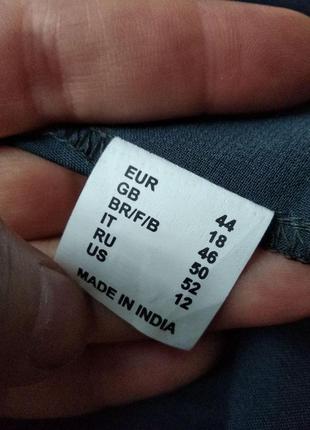 EUR 44
GB 18
BR/F/B 46
IT 50
RU 52
US 12
MADE IN INDIA